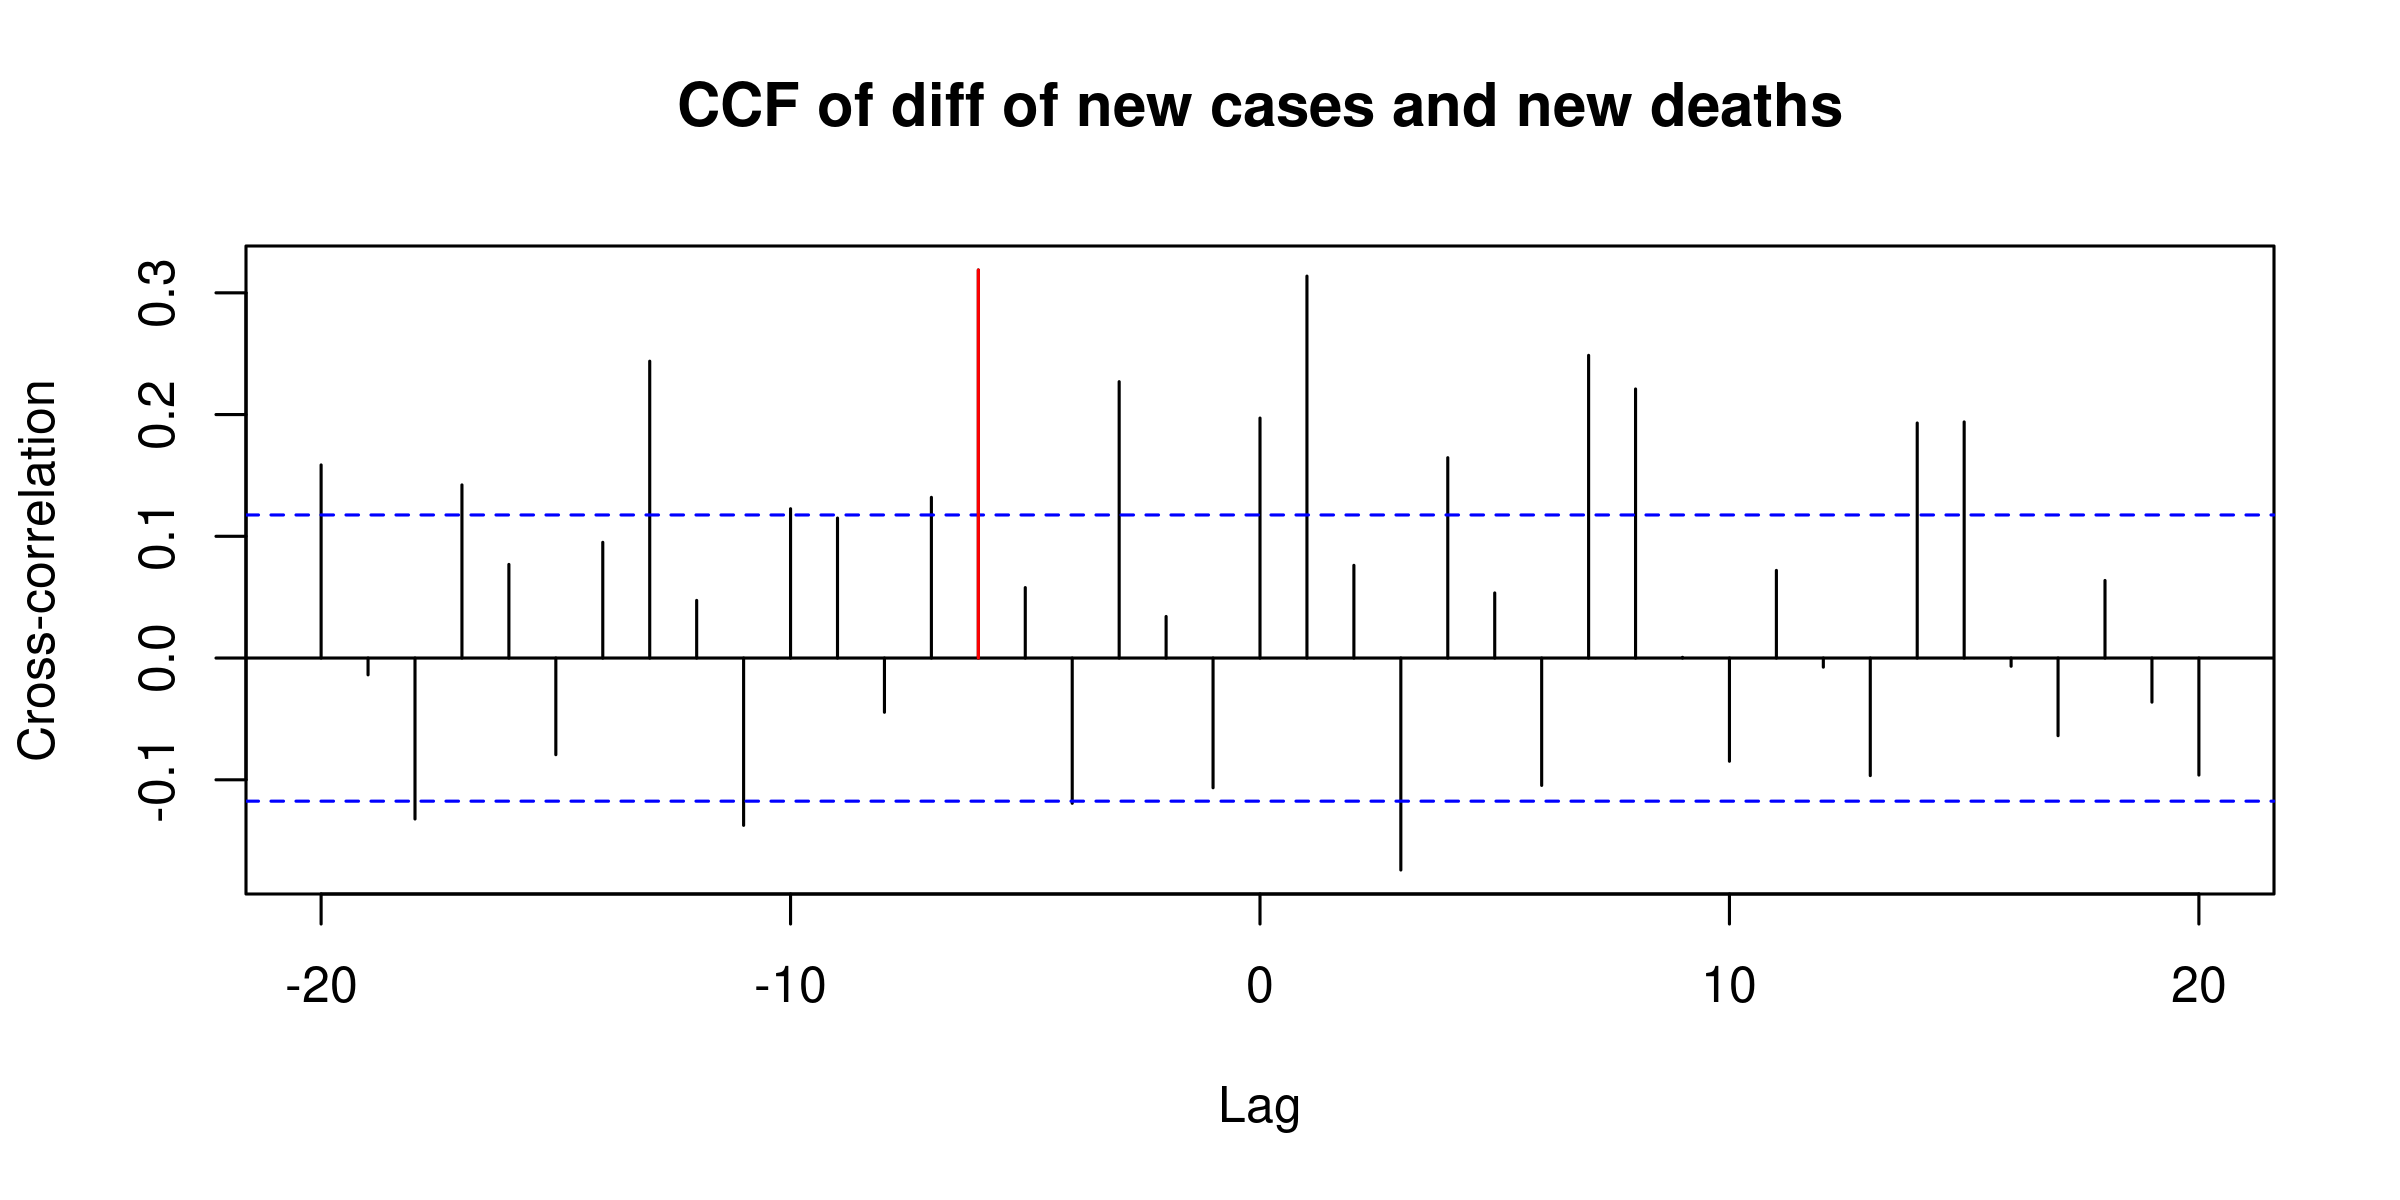 CCF of diff of new cases and new deaths
Cross-correlation
0.3
0.2
0.1
0.0
-0.1
-20 -10 0 10 20
Lag